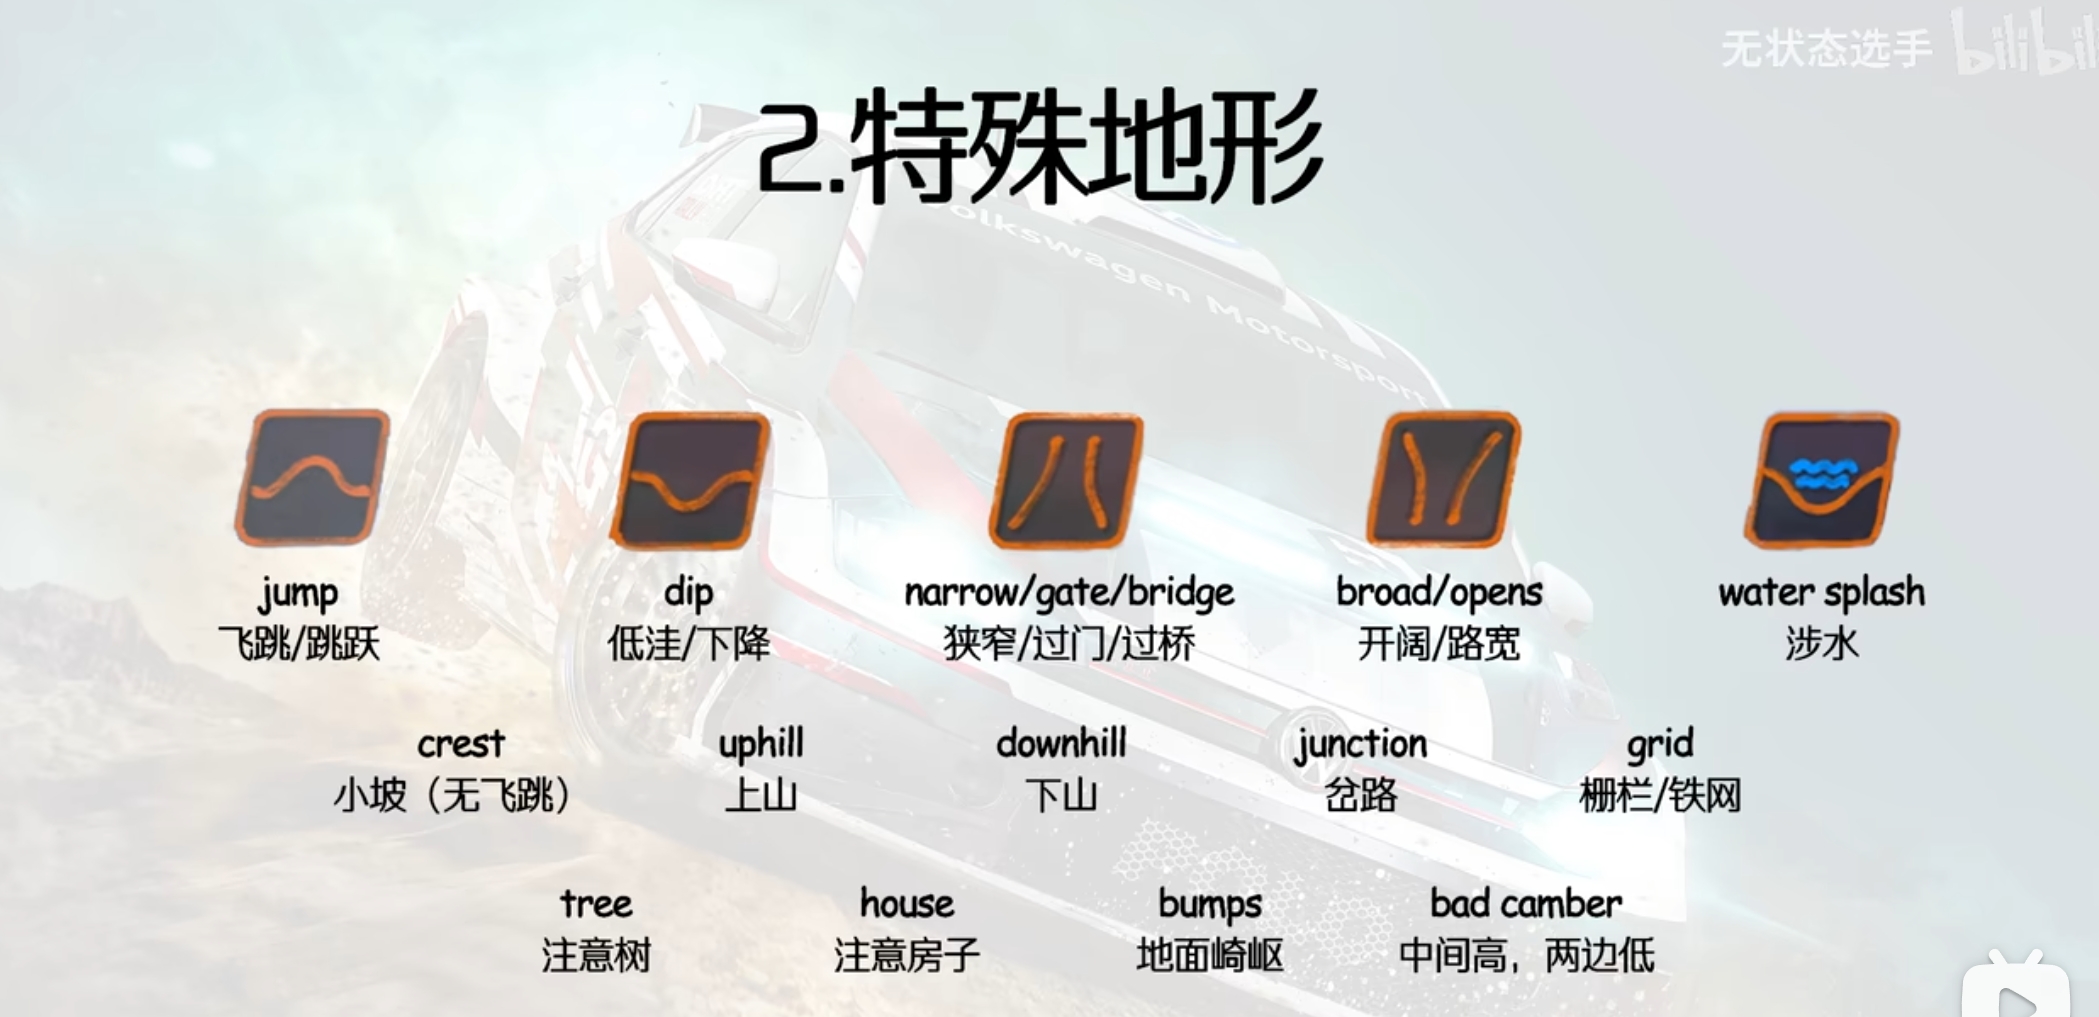 无状态选手 bilibili
2.特殊地形
Volkswagen Motorsport
jump dip narrow/gate/bridge broad/opens water splash
飞跳/跳跃 低洼/下降 狭窄/过门/过桥 开阔/路宽 涉水
crest uphill downhill junction grid
小坡（无飞跳） 上山 下山 岔路 栅栏/铁网
tree house bumps bad camber
注意树 注意房子 地面崎岖 中间高，两边低